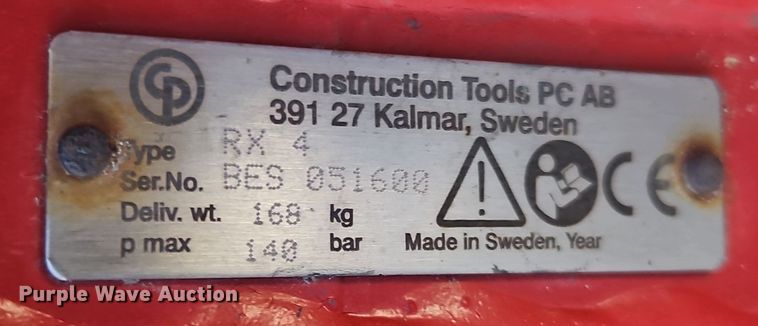 CP
Construction Tools PC AB
391 27 Kalmar, Sweden
Type RX 4
Ser.No. BES 051600
Deliv. wt. 168 kg
p max 140 bar
Made in Sweden, Year
CE
Purple Wave Auction